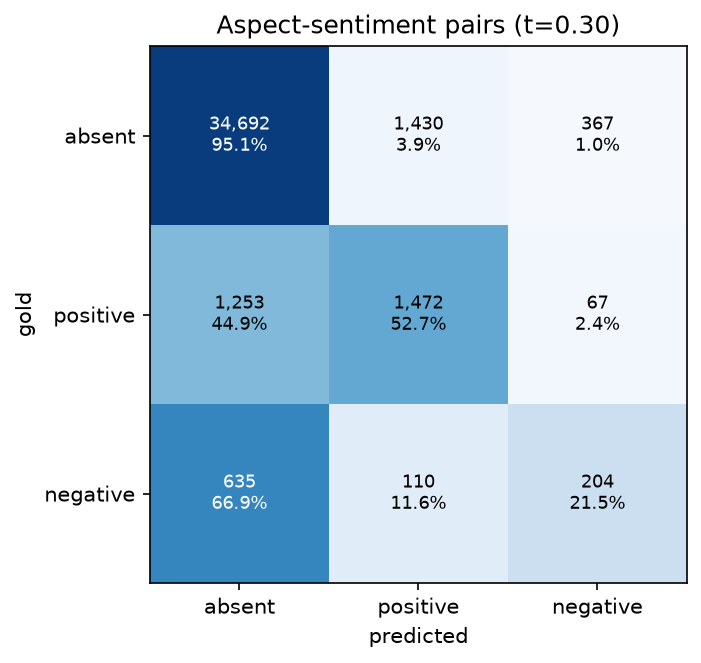 Aspect-sentiment pairs (t=0.30)
gold
absent
34,692
95.1%
1,430
3.9%
367
1.0%
positive
1,253
44.9%
1,472
52.7%
67
2.4%
negative
635
66.9%
110
11.6%
204
21.5%
absent
positive
negative
predicted